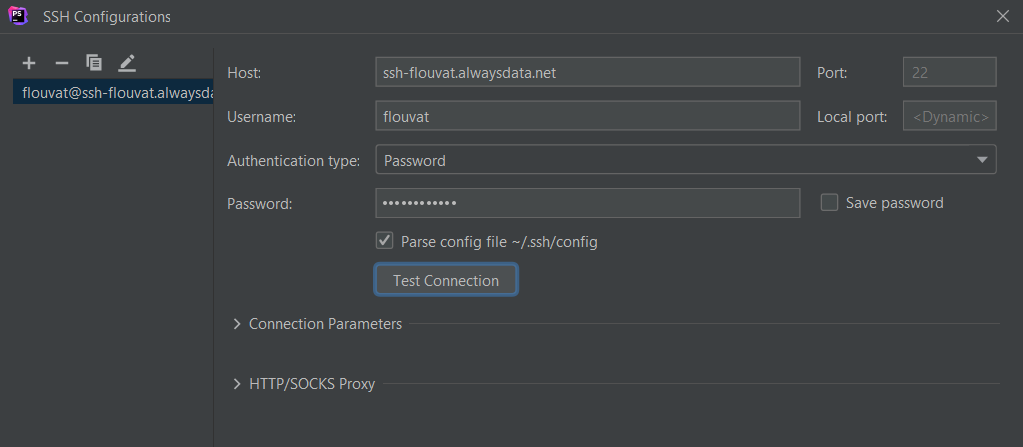 PS SSH Configurations
flouvat@ssh-flouvat.alwaysda
Host: ssh-flouvat.alwaysdata.net Port: 22
Username: flouvat Local port: <Dynamic>
Authentication type: Password
Password: •••••••••••• Save password
Parse config file ~/.ssh/config
Test Connection
Connection Parameters
HTTP/SOCKS Proxy